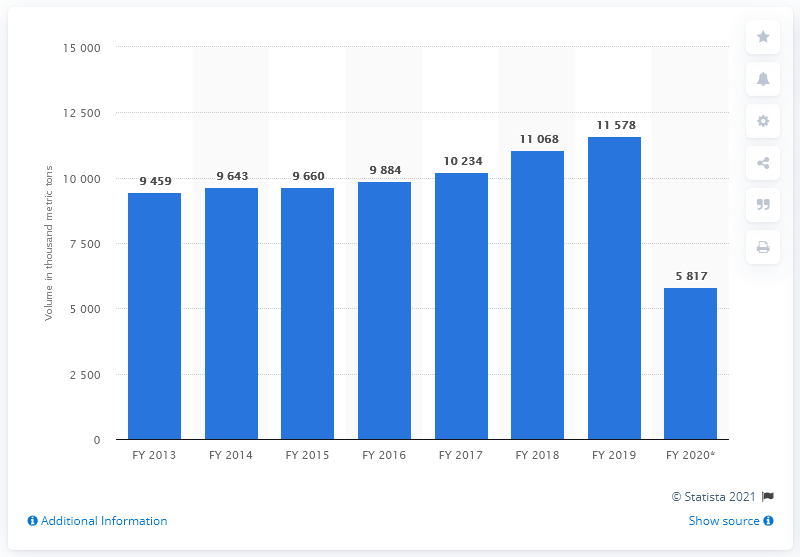 15 000
12 500
10 000
7 500
5 000
2 500
0
Volume in thousand metric tons
9 459
9 643
9 660
9 884
10 234
11 068
11 578
5 817
FY 2013
FY 2014
FY 2015
FY 2016
FY 2017
FY 2018
FY 2019
FY 2020*
© Statista 2021
Additional Information
Show source